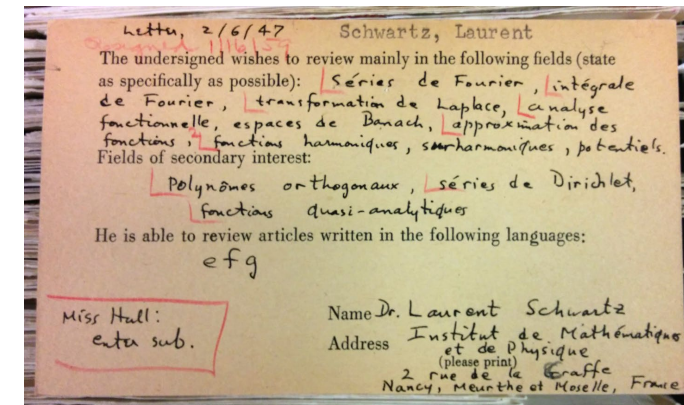 Letter, 2/6/47 Schwartz, Laurent
Resigned 1/16/59
The undersigned wishes to review mainly in the following fields (state
as specifically as possible): Séries de Fourier, intégrale
de Fourier, transformation de Laplace, analyse
fonctionnelle, espaces de Banach, approximation des
fonctions, fonctions harmoniques, surharmoniques, potentiels.
Fields of secondary interest:
Polynômes orthogonaux, séries de Dirichlet,
fonctions quasi-analytiques
He is able to review articles written in the following languages:
efg
Miss Hull:
enter sub.
Name Dr. Laurent Schwartz
Address Institut de Mathématiques
et de Physique
(please print)
2 rue de la Craffe
Nancy, Meurthe et Moselle, France